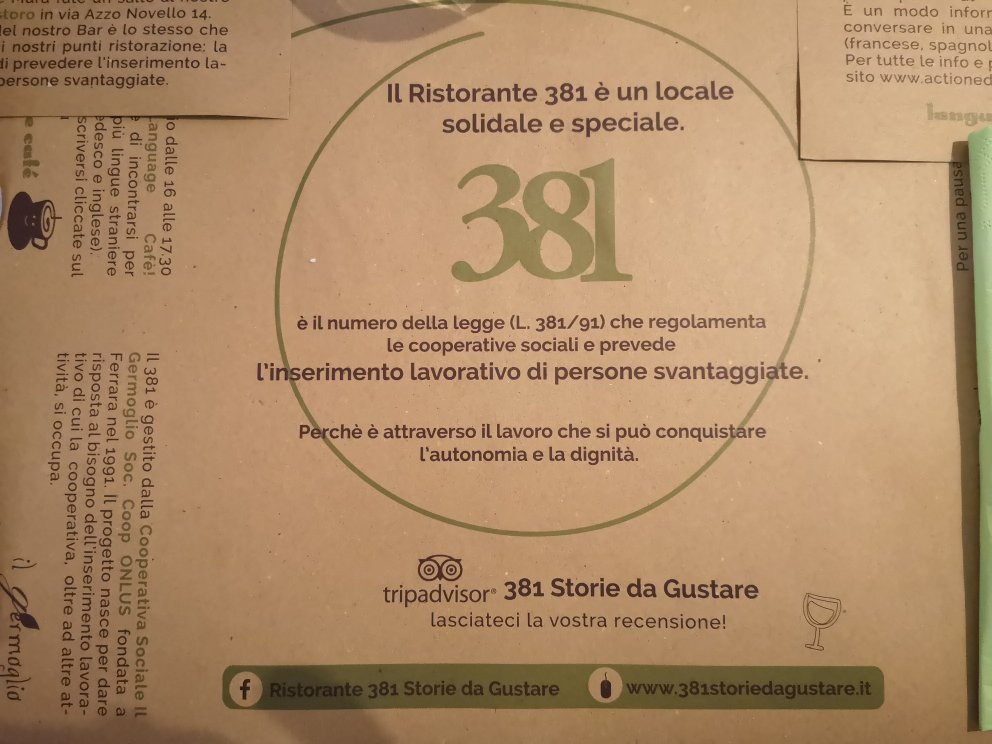 storo in via Azzo Novello 14.
del nostro Bar è lo stesso che
i nostri punti ristorazione: la
di prevedere l'inserimento la-
persone svantaggiate.
È un modo inform
conversare in una
(francese, spagnol
Per tutte le info e p
sito www.actioned
langu
Il Ristorante 381 è un locale
solidale e speciale.
381
è il numero della legge (L. 381/91) che regolamenta
le cooperative sociali e prevede
l'inserimento lavorativo di persone svantaggiate.
Perchè è attraverso il lavoro che si può conquistare
l'autonomia e la dignità.
tripadvisor® 381 Storie da Gustare
lasciateci la vostra recensione!
f Ristorante 381 Storie da Gustare
www.381storiedagustare.it
io dalle 16 alle 17.30
Language Cafè!
e di incontrarsi per
più lingue straniere
edesco e inglese).
scriversi cliccate sul
e cafè
Il 381 è gestito dalla Cooperativa Sociale Il
Germoglio Soc. Coop ONLUS fondata a
Ferrara nel 1991. Il progetto nasce per dare
risposta al bisogno dell'inserimento lavora-
tivo di cui la cooperativa, oltre ad altre at-
tività, si occupa.
il germoglio
per una pausa